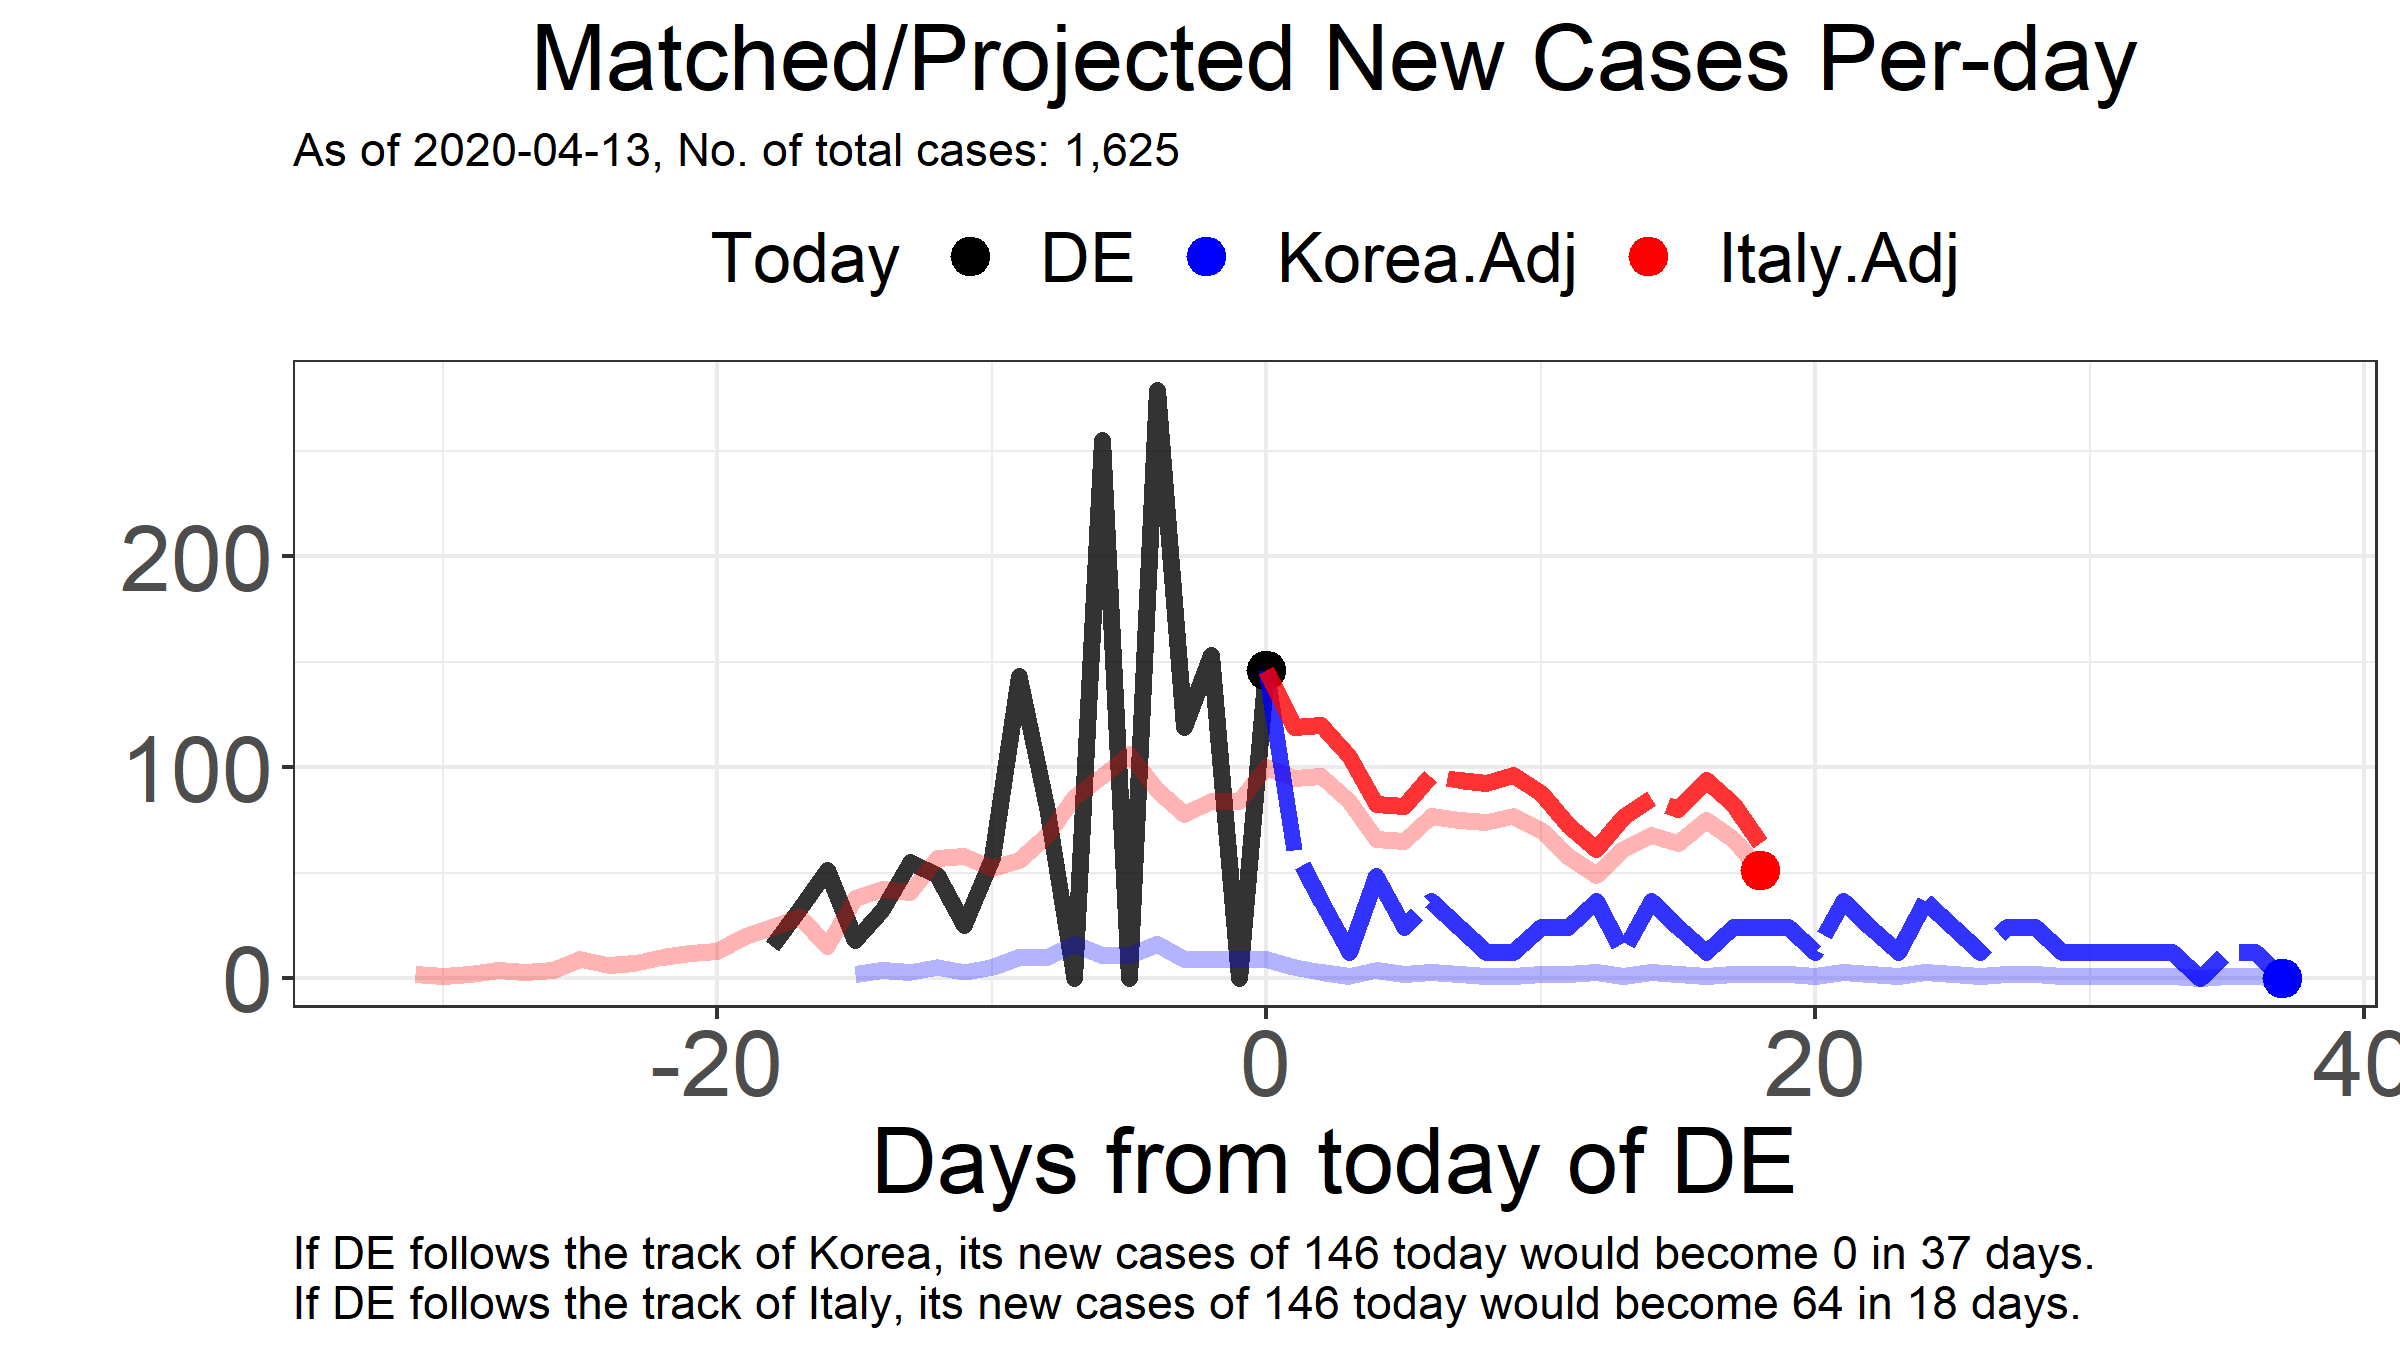 Matched/Projected New Cases Per-day
As of 2020-04-13, No. of total cases: 1,625
Today DE Korea.Adj Italy.Adj
200
100
0
-20 0 20 40
Days from today of DE
If DE follows the track of Korea, its new cases of 146 today would become 0 in 37 days.
If DE follows the track of Italy, its new cases of 146 today would become 64 in 18 days.